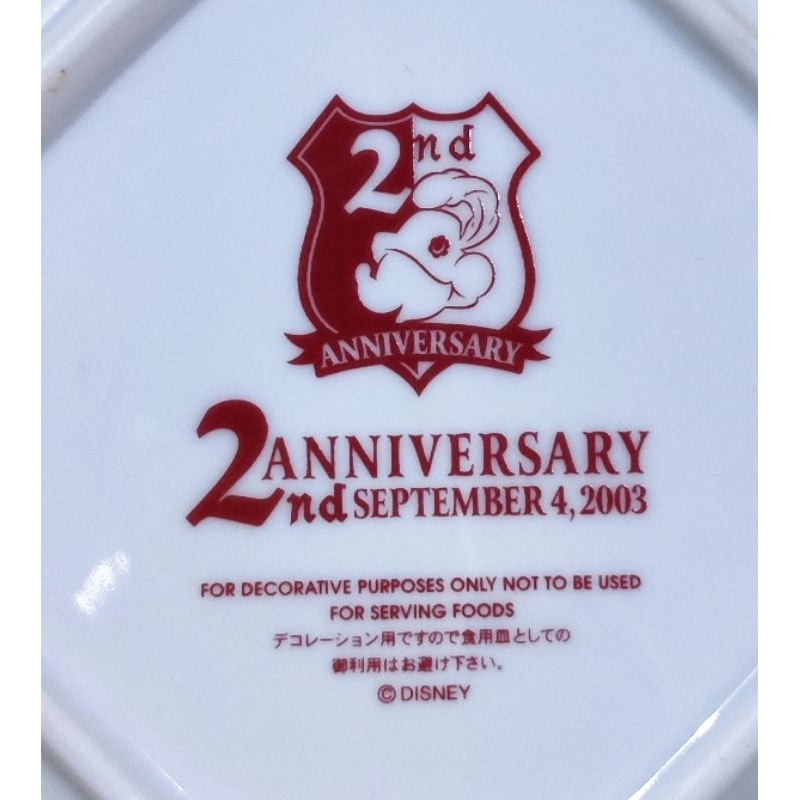 2nd
ANNIVERSARY
2nd ANNIVERSARY
SEPTEMBER 4, 2003
FOR DECORATIVE PURPOSES ONLY NOT TO BE USED
FOR SERVING FOODS
デコレーション用ですので食用皿としての
御利用はお避け下さい。
© DISNEY